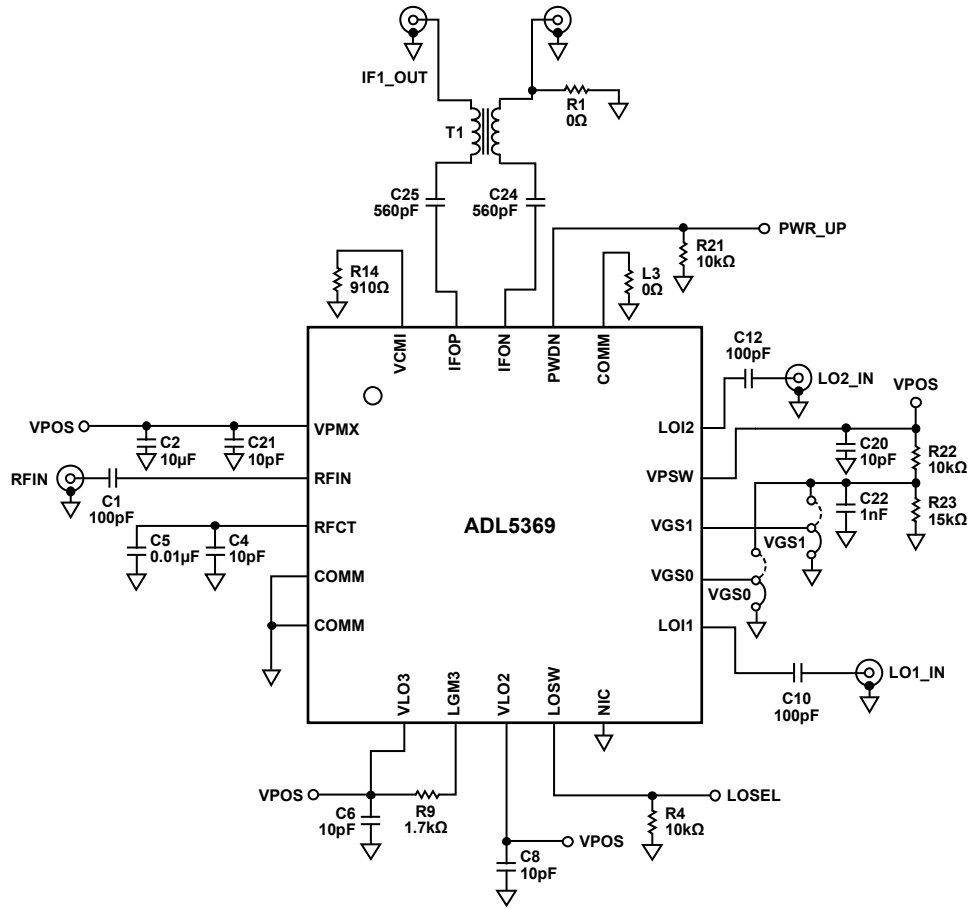 IF1_OUT
R1
0Ω
T1
C25
560pF
C24
560pF
PWR_UP
R21
10kΩ
R14
910Ω
L3
0Ω
VCMI
IFOP
IFON
PWDN
COMM
C12
100pF
LO2_IN
VPOS
VPOS
C2
10µF
C21
10pF
VPMX
LOI2
C20
10pF
R22
10kΩ
RFIN
C1
100pF
RFIN
VPSW
C22
1nF
R23
15kΩ
C5
0.01µF
C4
10pF
RFCT
ADL5369
VGS1
VGS1
COMM
VGS0
VGS0
COMM
LOI1
LO1_IN
C10
100pF
VLO3
LGM3
VLO2
LOSW
NIC
VPOS
C6
10pF
R9
1.7kΩ
LOSEL
R4
10kΩ
VPOS
C8
10pF